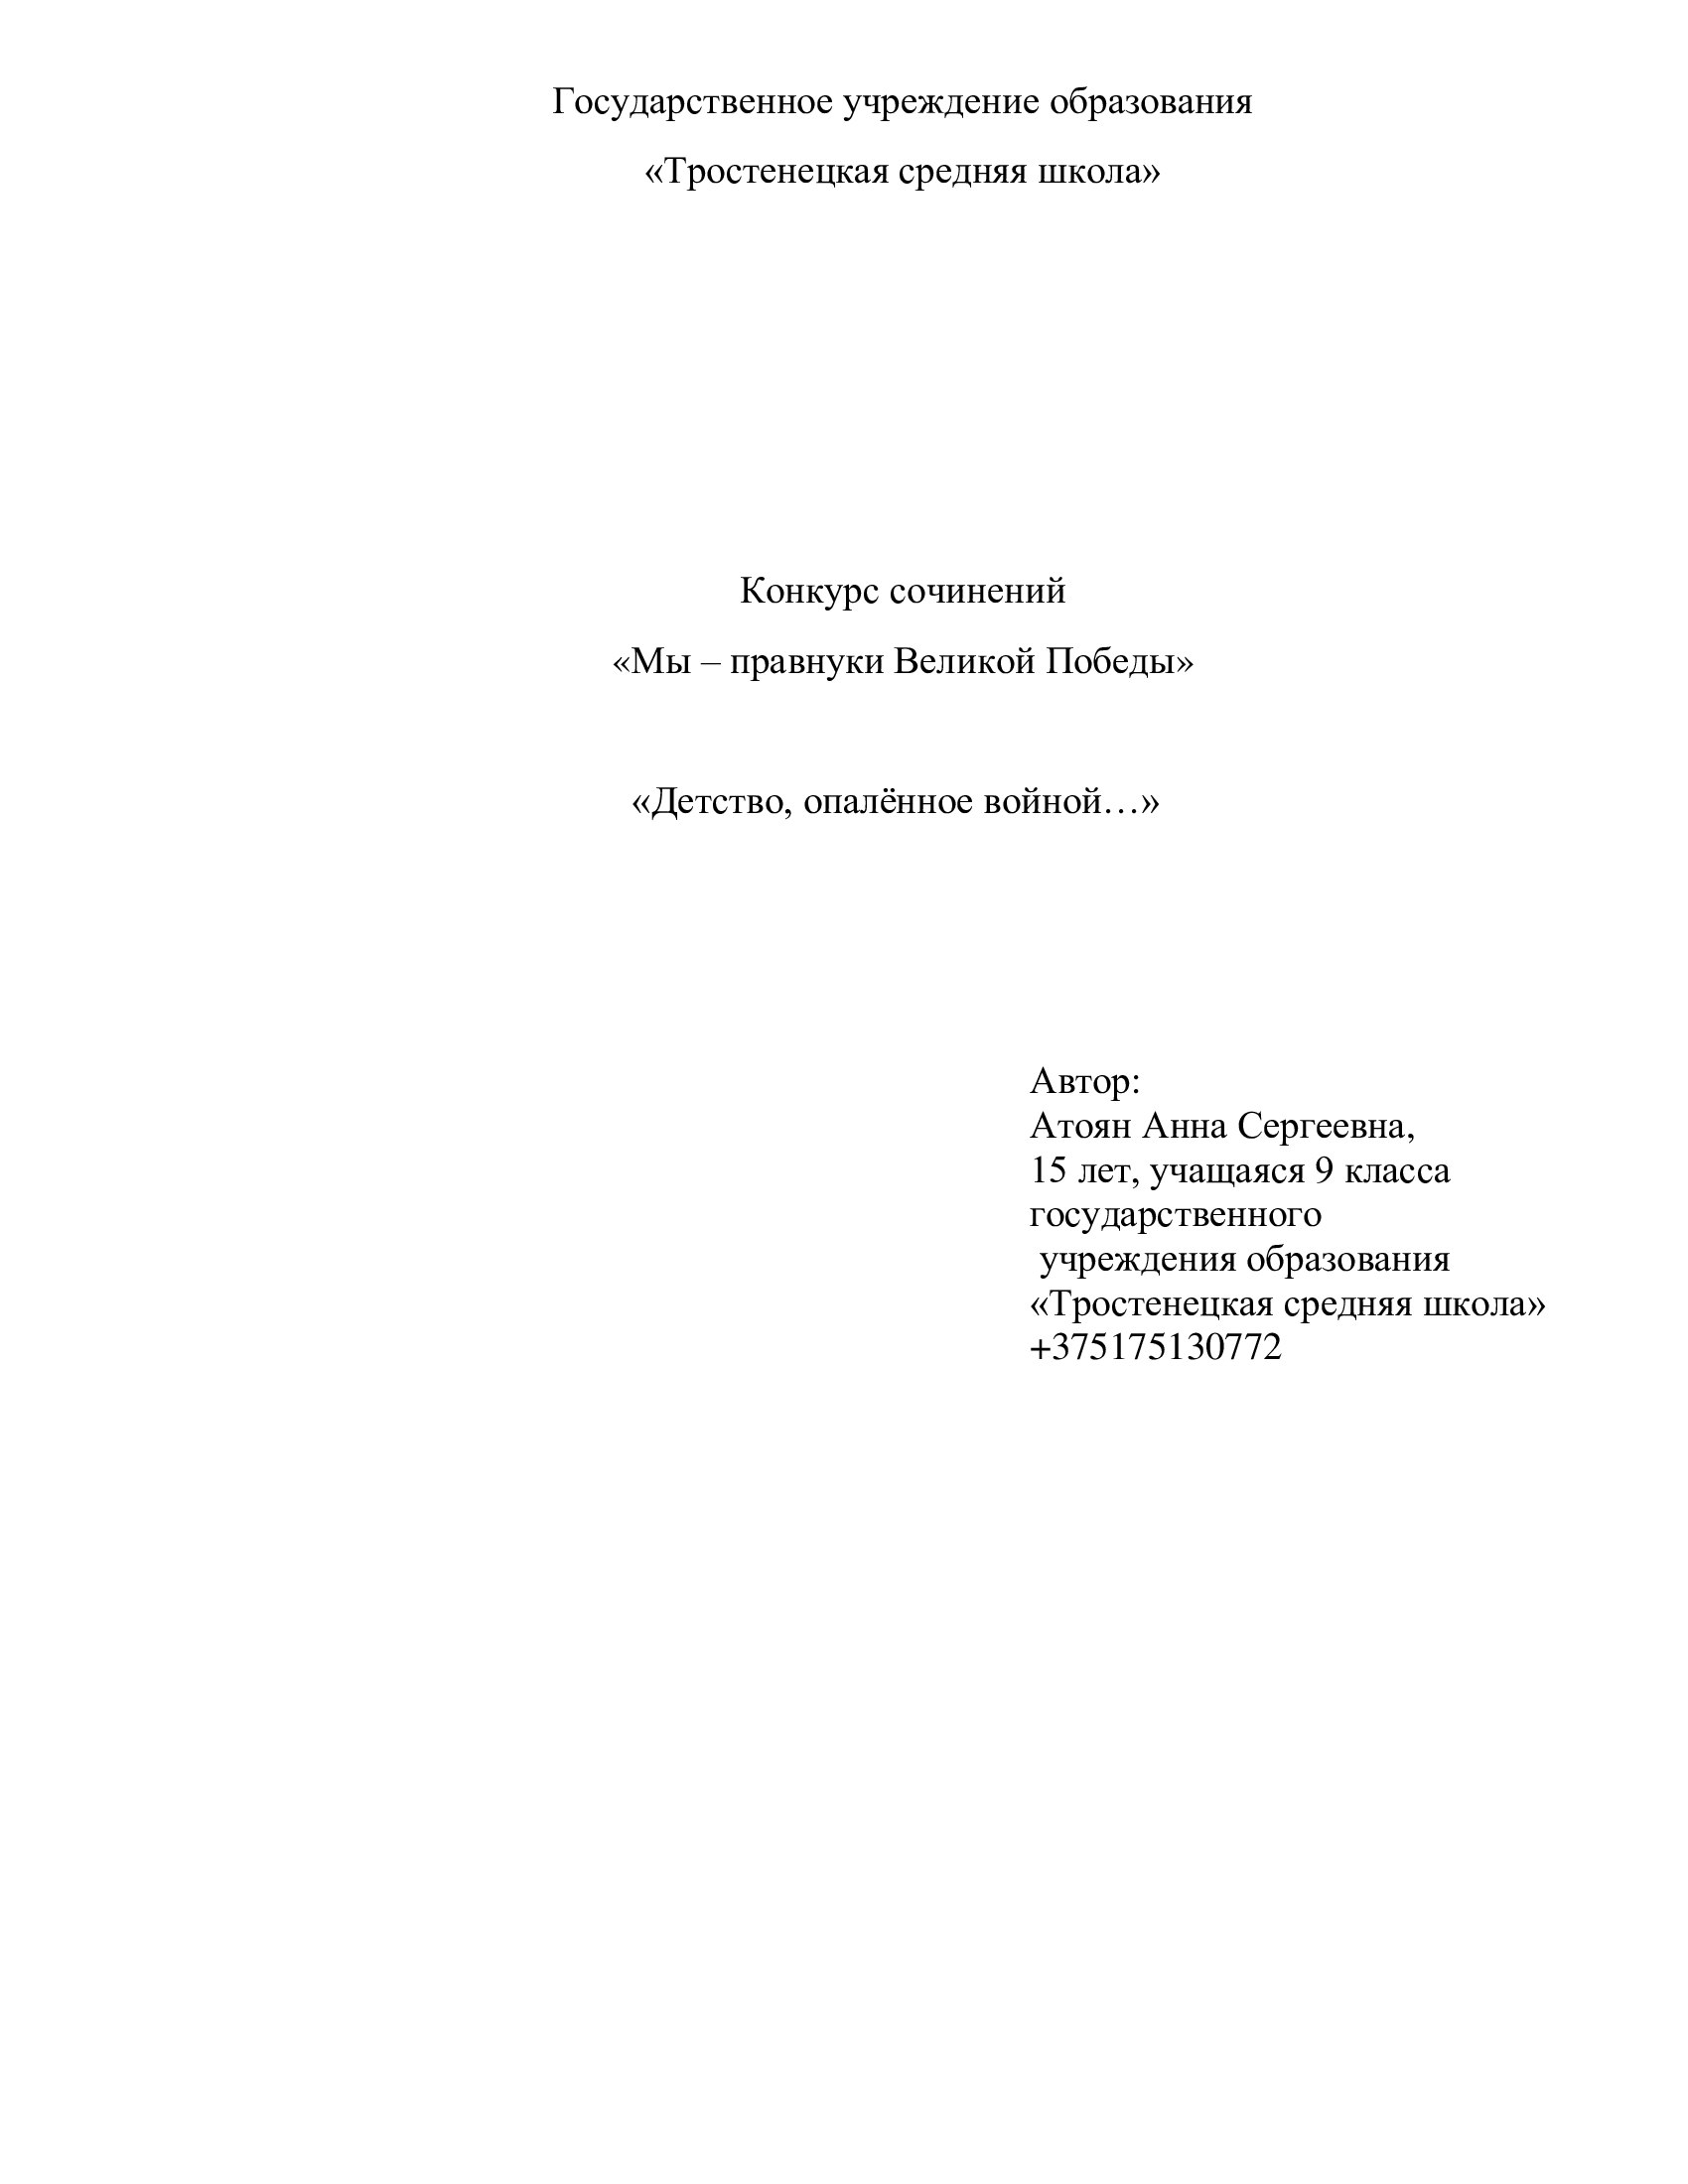 Государственное учреждение образования
«Тростенецкая средняя школа»
Конкурс сочинений
«Мы – правнуки Великой Победы»
«Детство, опалённое войной…»
Автор:
Атоян Анна Сергеевна,
15 лет, учащаяся 9 класса
государственного
учреждения образования
«Тростенецкая средняя школа»
+375175130772